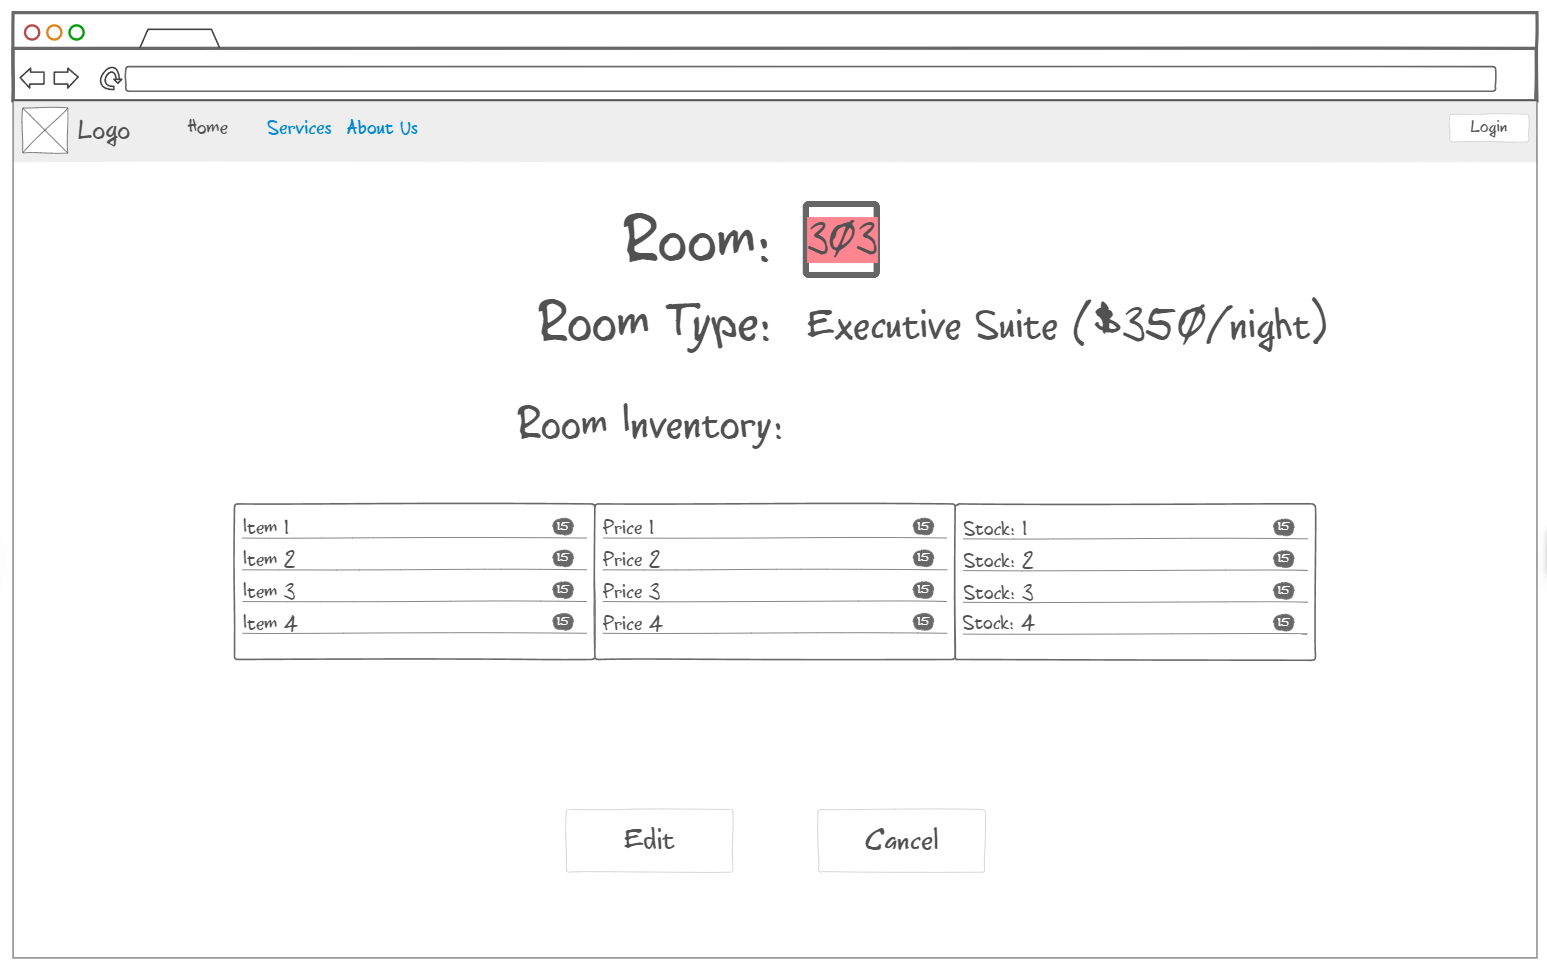 Logo Home Services About Us Login
Room: 303
Room Type: Executive Suite ($350/night)
Room Inventory:
Item 1 15 Price 1 15 Stock: 1 15
Item 2 15 Price 2 15 Stock: 2 15
Item 3 15 Price 3 15 Stock: 3 15
Item 4 15 Price 4 15 Stock: 4 15
Edit Cancel